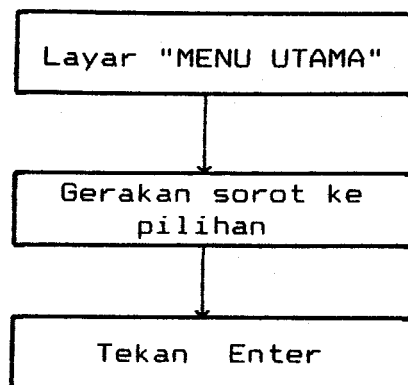 Layar "MENU UTAMA"
Gerakan sorot ke
pilihan
Tekan Enter